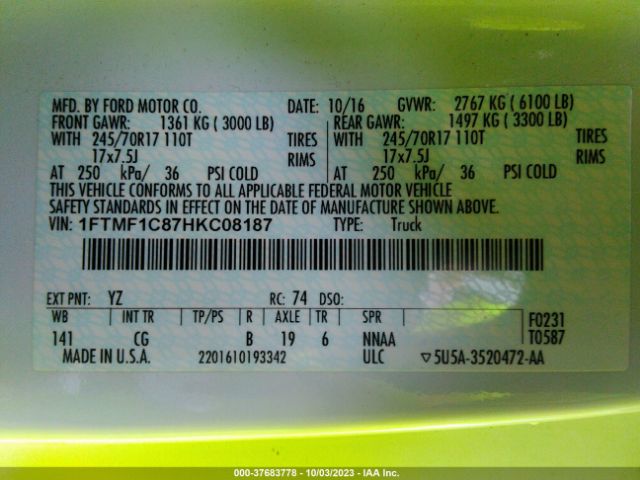 MFD. BY FORD MOTOR CO. DATE: 10/16 GVWR: 2767 KG ( 6100 LB)
FRONT GAWR: 1361 KG ( 3000 LB) REAR GAWR: 1497 KG ( 3300 LB)
WITH 245/70R17 110T TIRES WITH 245/70R17 110T TIRES
17x7.5J RIMS 17x7.5J RIMS
AT 250 kPa/ 36 PSI COLD AT 250 kPa/ 36 PSI COLD
THIS VEHICLE CONFORMS TO ALL APPLICABLE FEDERAL MOTOR VEHICLE
SAFETY STANDARDS IN EFFECT ON THE DATE OF MANUFACTURE SHOWN ABOVE.
VIN: 1FTMF1C87HKC08187 TYPE: Truck
EXT PNT: YZ RC: 74 DSO:
WB INT TR TP/PS R AXLE TR SPR F0231
141 CG B 19 6 NNAA T0587
MADE IN U.S.A. 2201610193342 ULC ▽5U5A-3520472-AA
000-37683778 - 10/03/2023 - IAA Inc.